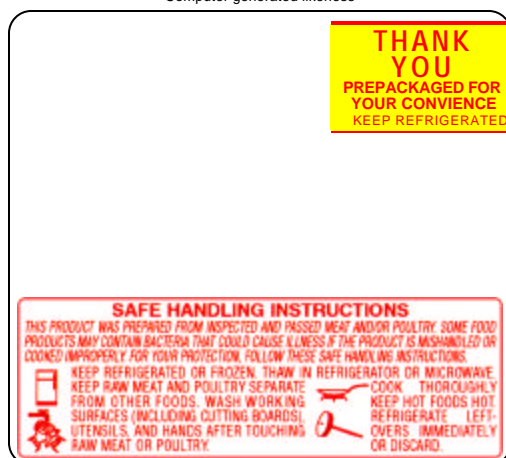 Computer generated likeness
THANK
YOU
PREPACKAGED FOR
YOUR CONVIENCE
KEEP REFRIGERATED
SAFE HANDLING INSTRUCTIONS
THIS PRODUCT WAS PREPARED FROM INSPECTED AND PASSED MEAT AND/OR POULTRY. SOME FOOD
PRODUCTS MAY CONTAIN BACTERIA THAT COULD CAUSE ILLNESS IF THE PRODUCT IS MISHANDLED OR
COOKED IMPROPERLY. FOR YOUR PROTECTION, FOLLOW THESE SAFE HANDLING INSTRUCTIONS.
KEEP REFRIGERATED OR FROZEN. THAW IN REFRIGERATOR OR MICROWAVE.
KEEP RAW MEAT AND POULTRY SEPARATE
FROM OTHER FOODS. WASH WORKING
SURFACES (INCLUDING CUTTING BOARDS),
UTENSILS, AND HANDS AFTER TOUCHING
RAW MEAT OR POULTRY.
COOK THOROUGHLY
KEEP HOT FOODS HOT.
REFRIGERATE LEFT-
OVERS IMMEDIATELY
OR DISCARD.